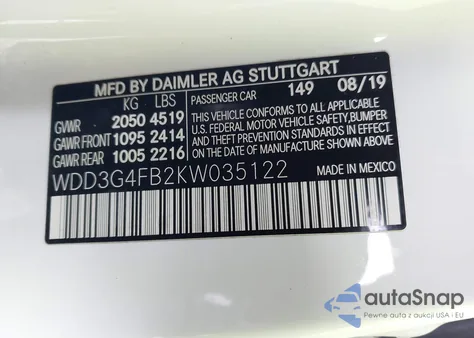 MFD BY DAIMLER AG STUTTGART
KG LBS PASSENGER CAR 149 08/19
GVWR 2050 4519
GAWR FRONT 1095 2414
GAWR REAR 1005 2216
THIS VEHICLE CONFORMS TO ALL APPLICABLE
U.S. FEDERAL MOTOR VEHICLE SAFETY, BUMPER
AND THEFT PREVENTION STANDARDS IN EFFECT
ON THE DATE OF MANUFACTURE SHOWN ABOVE.
WDD3G4FB2KW035122 MADE IN MEXICO
autaSnap
Pewne auta z aukcji USA i EU